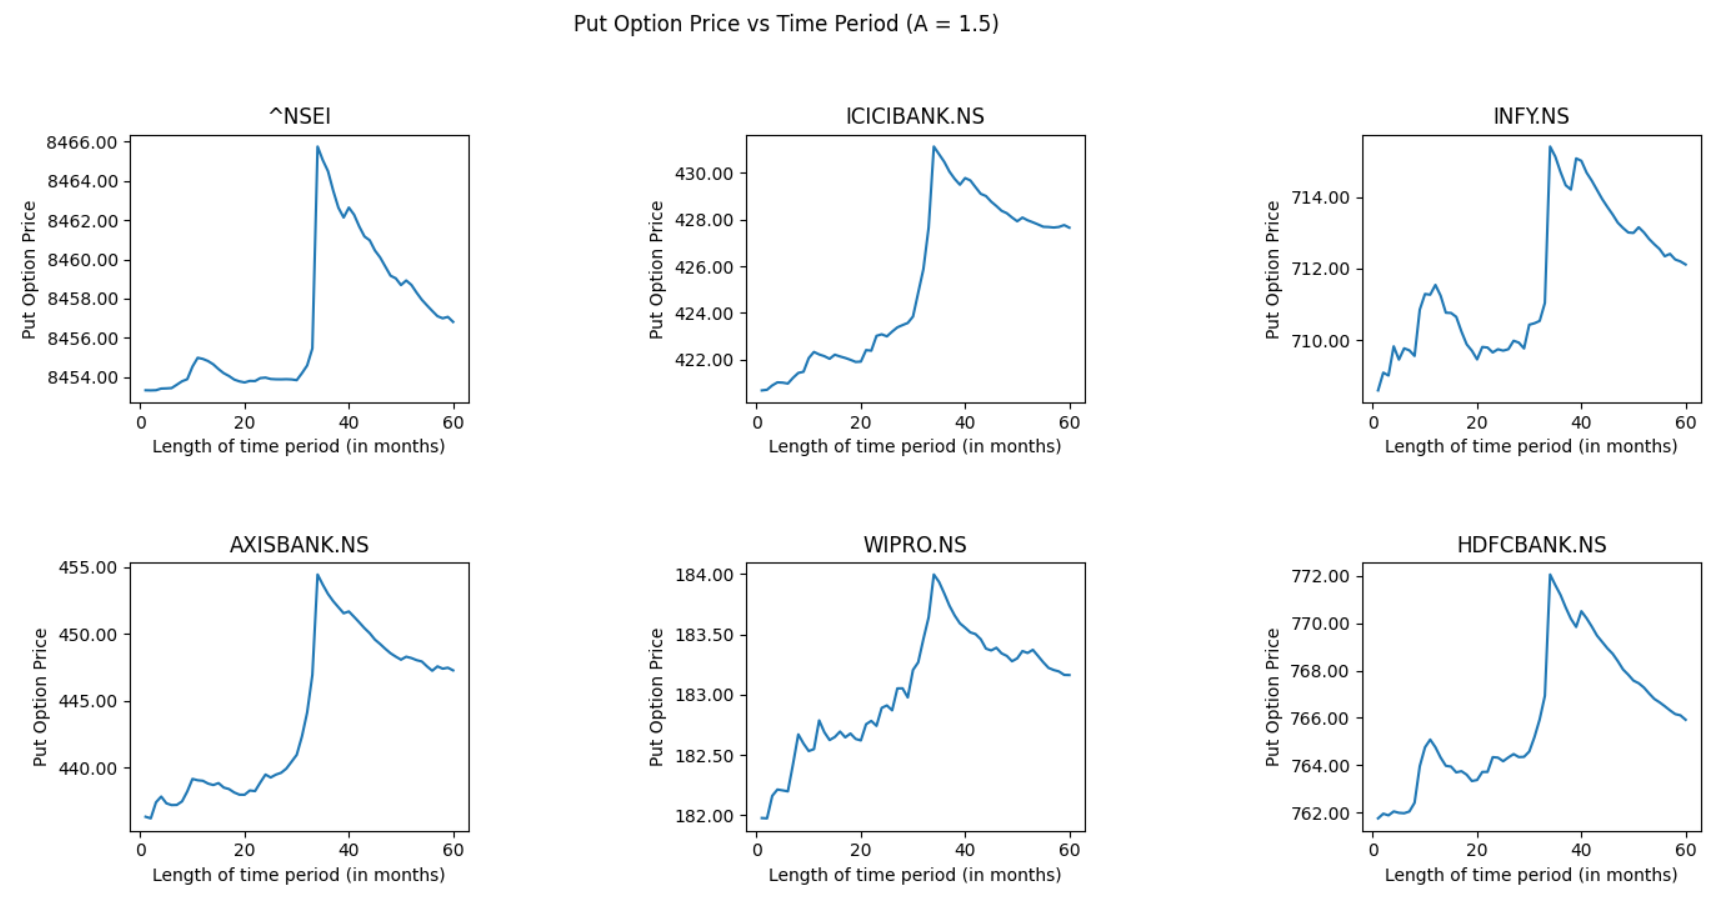 Put Option Price vs Time Period (A = 1.5)
^NSEI
8466.00
8464.00
8462.00
8460.00
8458.00
8456.00
8454.00
Put Option Price
0 20 40 60
Length of time period (in months)
ICICIBANK.NS
430.00
428.00
426.00
424.00
422.00
Put Option Price
0 20 40 60
Length of time period (in months)
INFY.NS
714.00
712.00
710.00
Put Option Price
0 20 40 60
Length of time period (in months)
AXISBANK.NS
455.00
450.00
445.00
440.00
Put Option Price
0 20 40 60
Length of time period (in months)
WIPRO.NS
184.00
183.50
183.00
182.50
182.00
Put Option Price
0 20 40 60
Length of time period (in months)
HDFCBANK.NS
772.00
770.00
768.00
766.00
764.00
762.00
Put Option Price
0 20 40 60
Length of time period (in months)